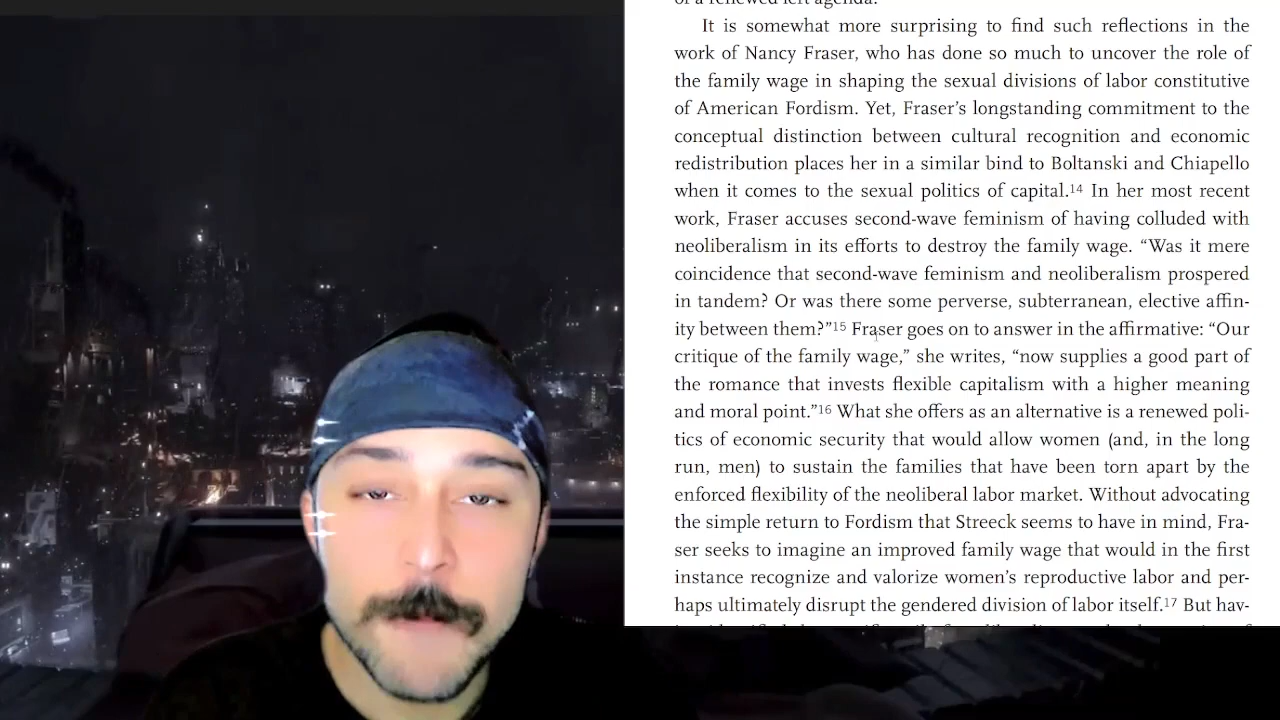 of a renewed left agenda.
It is somewhat more surprising to find such reflections in the
work of Nancy Fraser, who has done so much to uncover the role of
the family wage in shaping the sexual divisions of labor constitutive
of American Fordism. Yet, Fraser’s longstanding commitment to the
conceptual distinction between cultural recognition and economic
redistribution places her in a similar bind to Boltanski and Chiapello
when it comes to the sexual politics of capital.14 In her most recent
work, Fraser accuses second-wave feminism of having colluded with
neoliberalism in its efforts to destroy the family wage. “Was it mere
coincidence that second-wave feminism and neoliberalism prospered
in tandem? Or was there some perverse, subterranean, elective affin-
ity between them?”15 Fraser goes on to answer in the affirmative: “Our
critique of the family wage,” she writes, “now supplies a good part of
the romance that invests flexible capitalism with a higher meaning
and moral point.”16 What she offers as an alternative is a renewed poli-
tics of economic security that would allow women (and, in the long
run, men) to sustain the families that have been torn apart by the
enforced flexibility of the neoliberal labor market. Without advocating
the simple return to Fordism that Streeck seems to have in mind, Fra-
ser seeks to imagine an improved family wage that would in the first
instance recognize and valorize women’s reproductive labor and per-
haps ultimately disrupt the gendered division of labor itself.17 But hav-